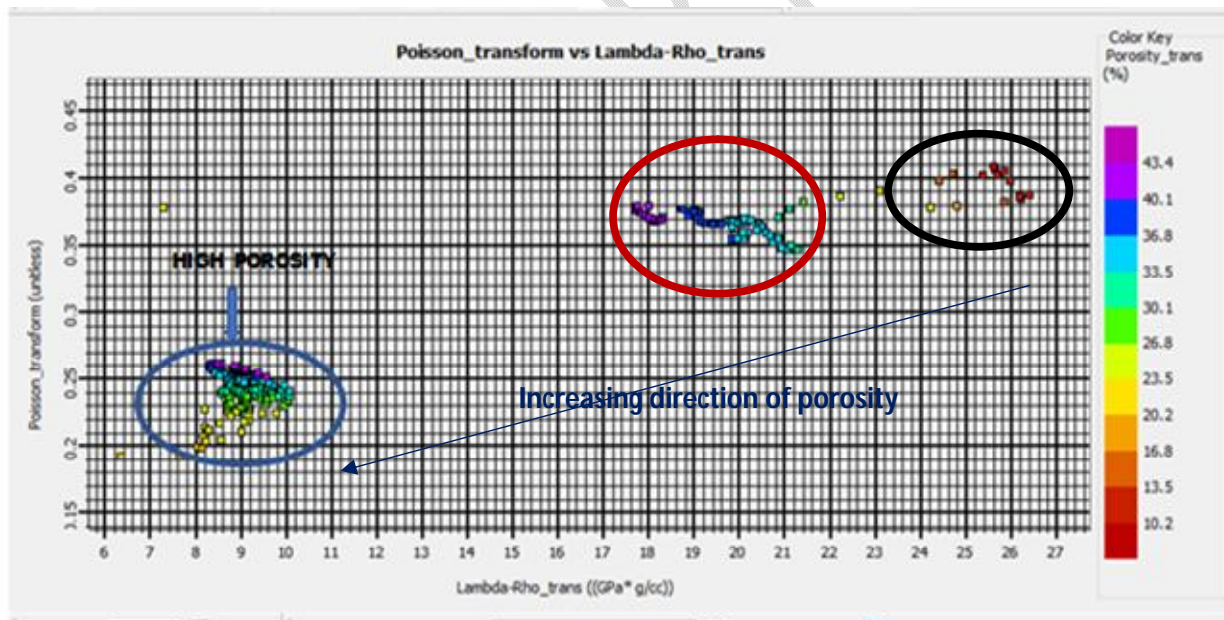 Poisson_transform vs Lambda-Rho_trans
Color Key
Porosity_trans
(%)
43.4
40.1
36.8
33.5
30.1
26.8
23.5
20.2
16.8
13.5
10.2
Poisson_transform (unitless)
0.45
0.4
0.35
0.3
0.25
0.2
0.15
HIGH POROSITY
Increasing direction of porosity
6 7 8 9 10 11 12 13 14 15 16 17 18 19 20 21 22 23 24 25 26 27
Lambda-Rho_trans ((GPa* g/cc))